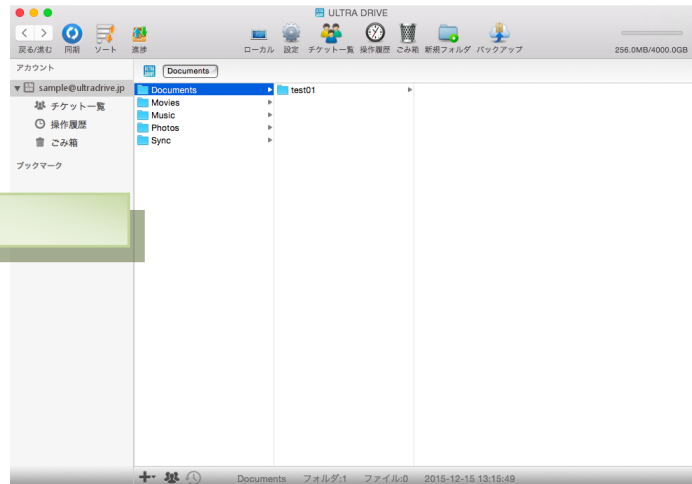 ULTRA DRIVE
戻る/進む 同期 ソート 進捗 ローカル 設定 チケット一覧 操作履歴 ごみ箱 新規フォルダ バックアップ 256.0MB/4000.0GB
アカウント
Documents
sample@ultradrive.jp
チケット一覧
操作履歴
ごみ箱
ブックマーク
Documents
Movies
Music
Photos
Sync
test01
Documents フォルダ:1 ファイル:0 2015-12-15 13:15:49